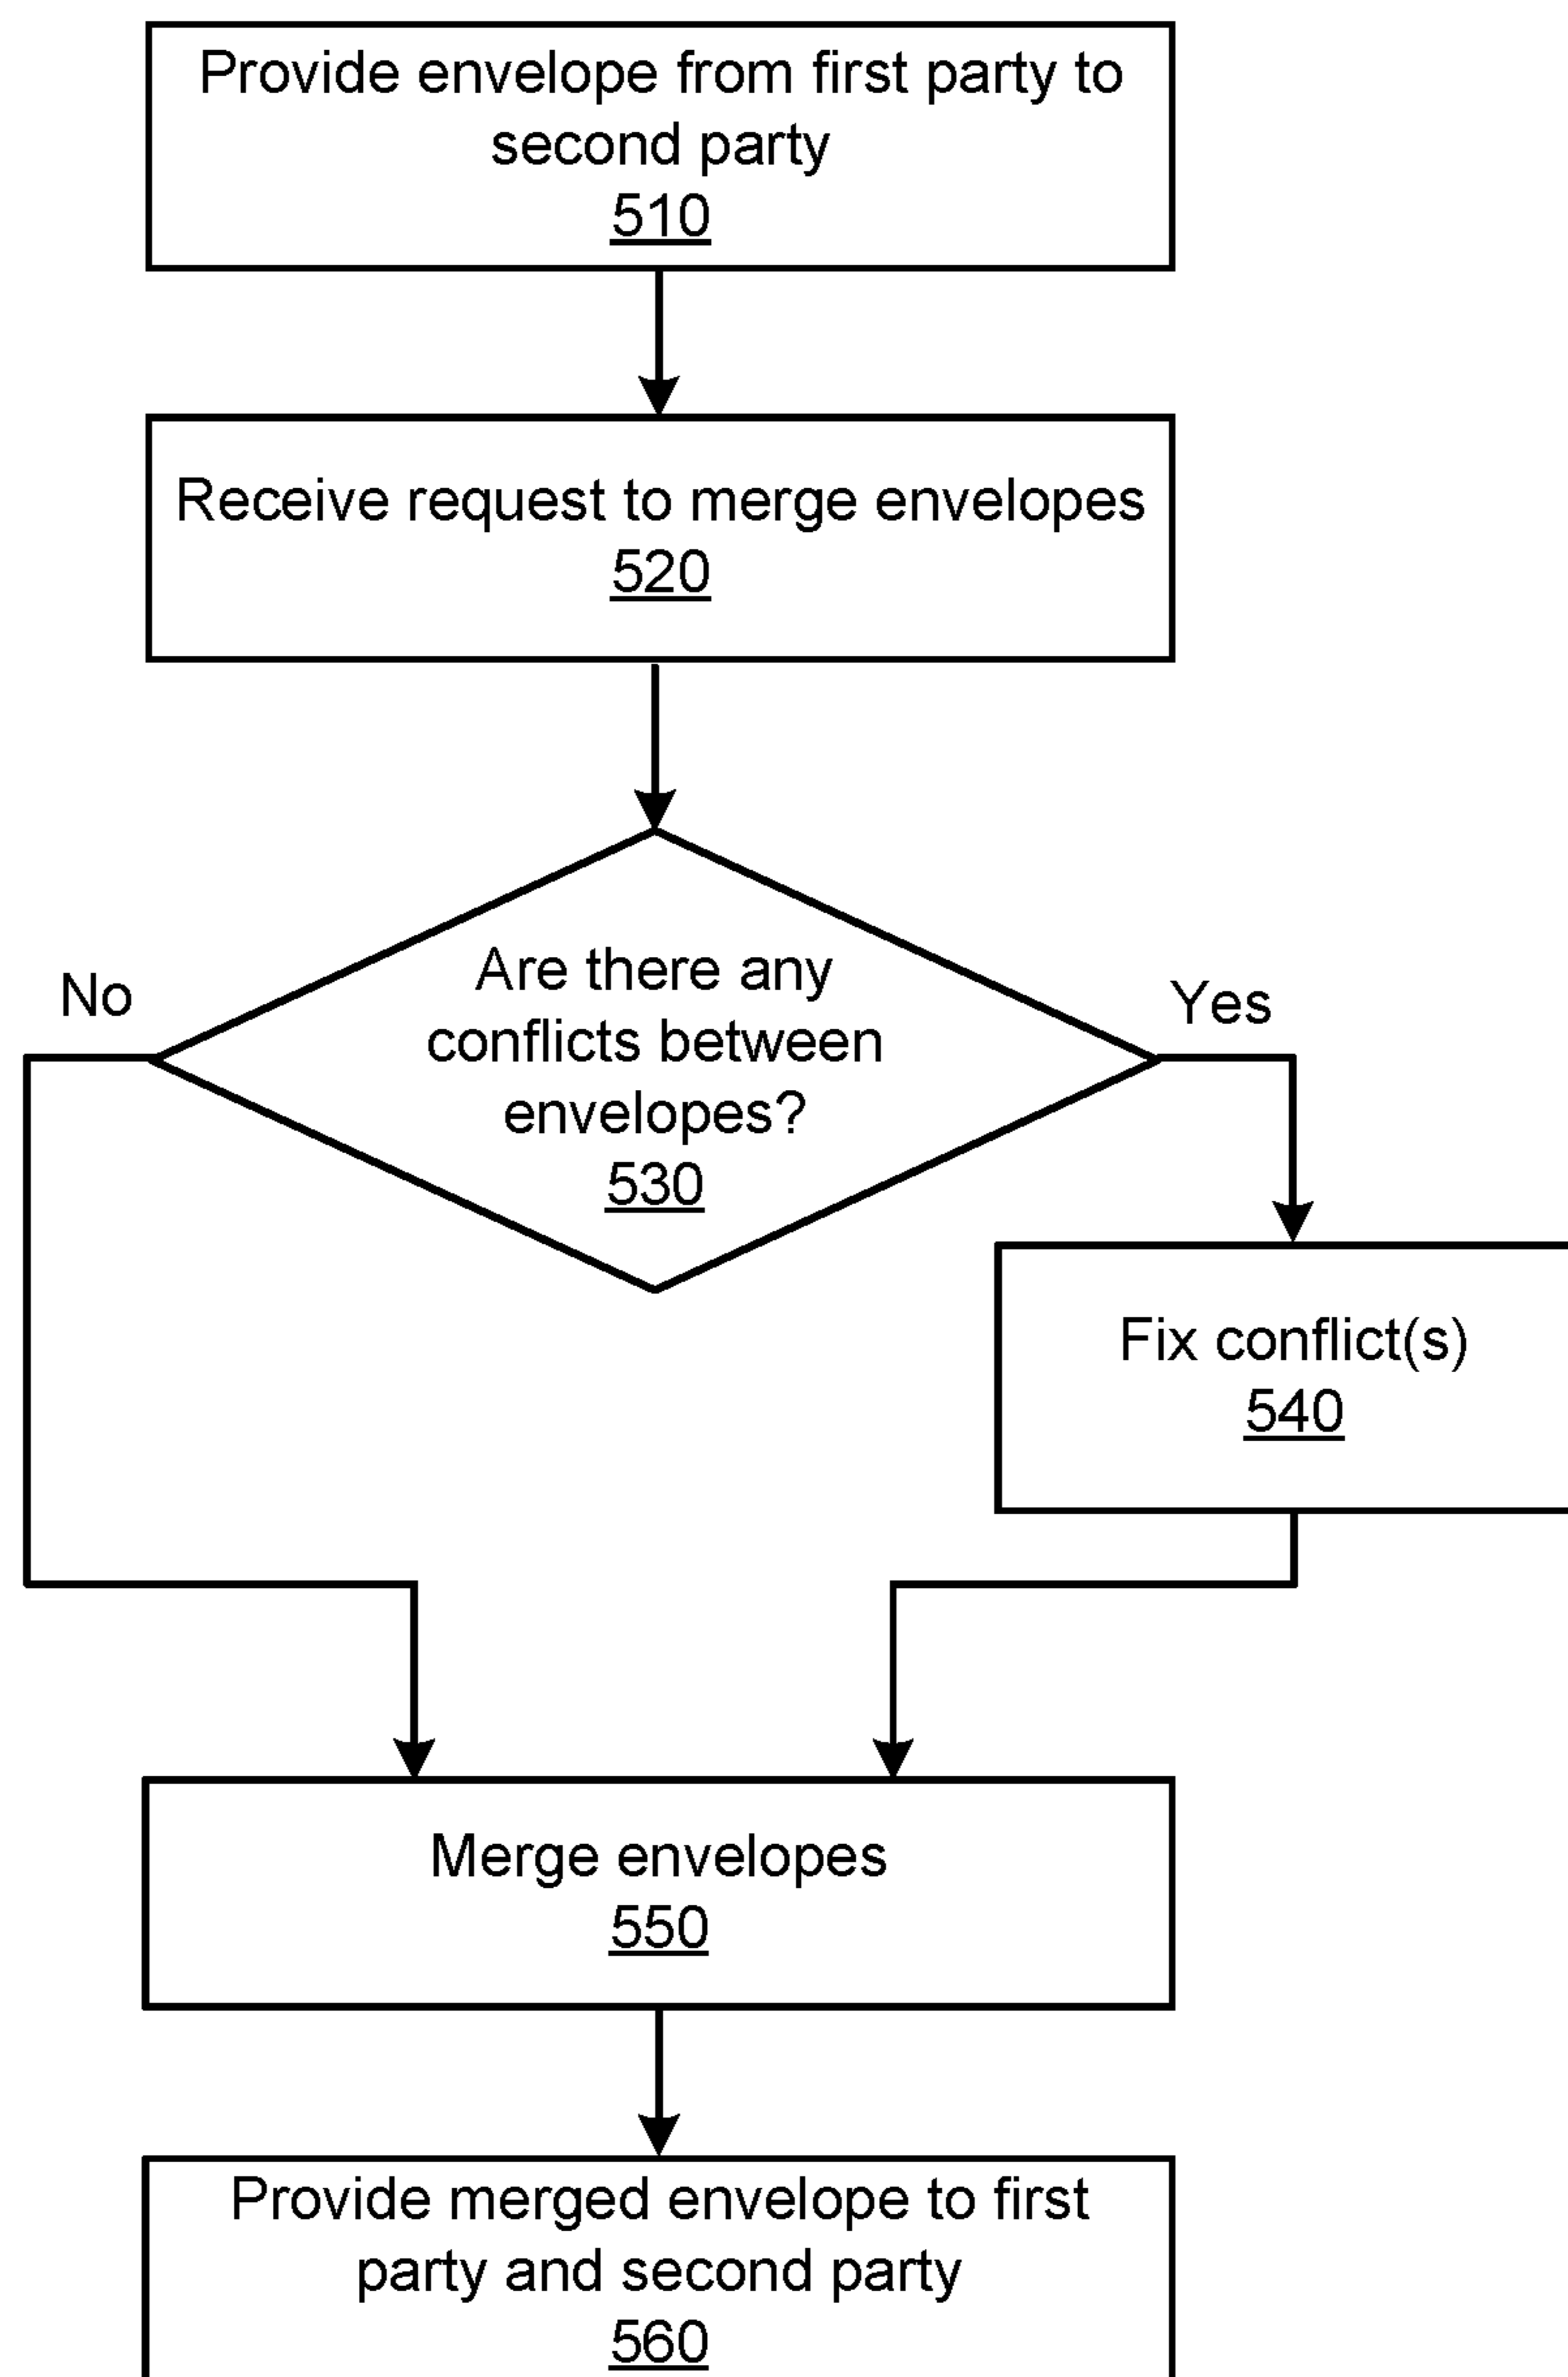 Provide envelope from first party to
second party
510
Receive request to merge envelopes
520
Are there any
conflicts between
envelopes?
530
No
Yes
Fix conflict(s)
540
Merge envelopes
550
Provide merged envelope to first
party and second party
560